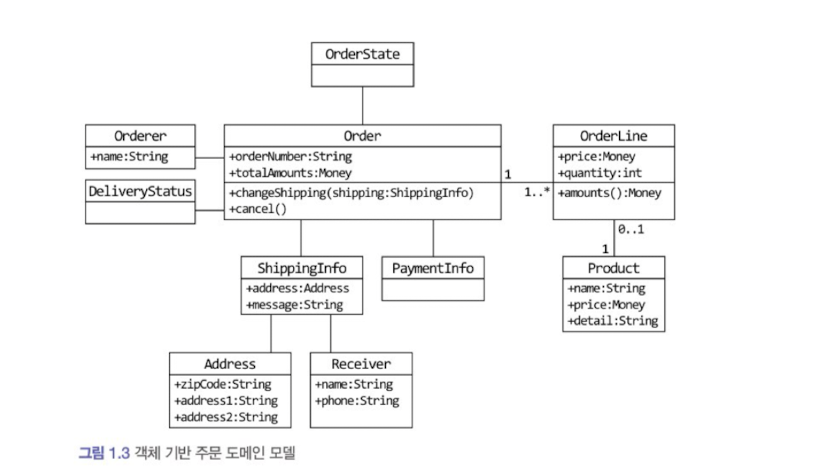 OrderState
Orderer
+name:String
DeliveryStatus
Order
+orderNumber:String
+totalAmounts:Money
+changeShipping(shipping:ShippingInfo)
+cancel()
1
1..*
OrderLine
+price:Money
+quantity:int
+amounts():Money
0..1
1
Product
+name:String
+price:Money
+detail:String
ShippingInfo
+address:Address
+message:String
PaymentInfo
Address
+zipCode:String
+address1:String
+address2:String
Receiver
+name:String
+phone:String
그림 1.3 객체 기반 주문 도메인 모델